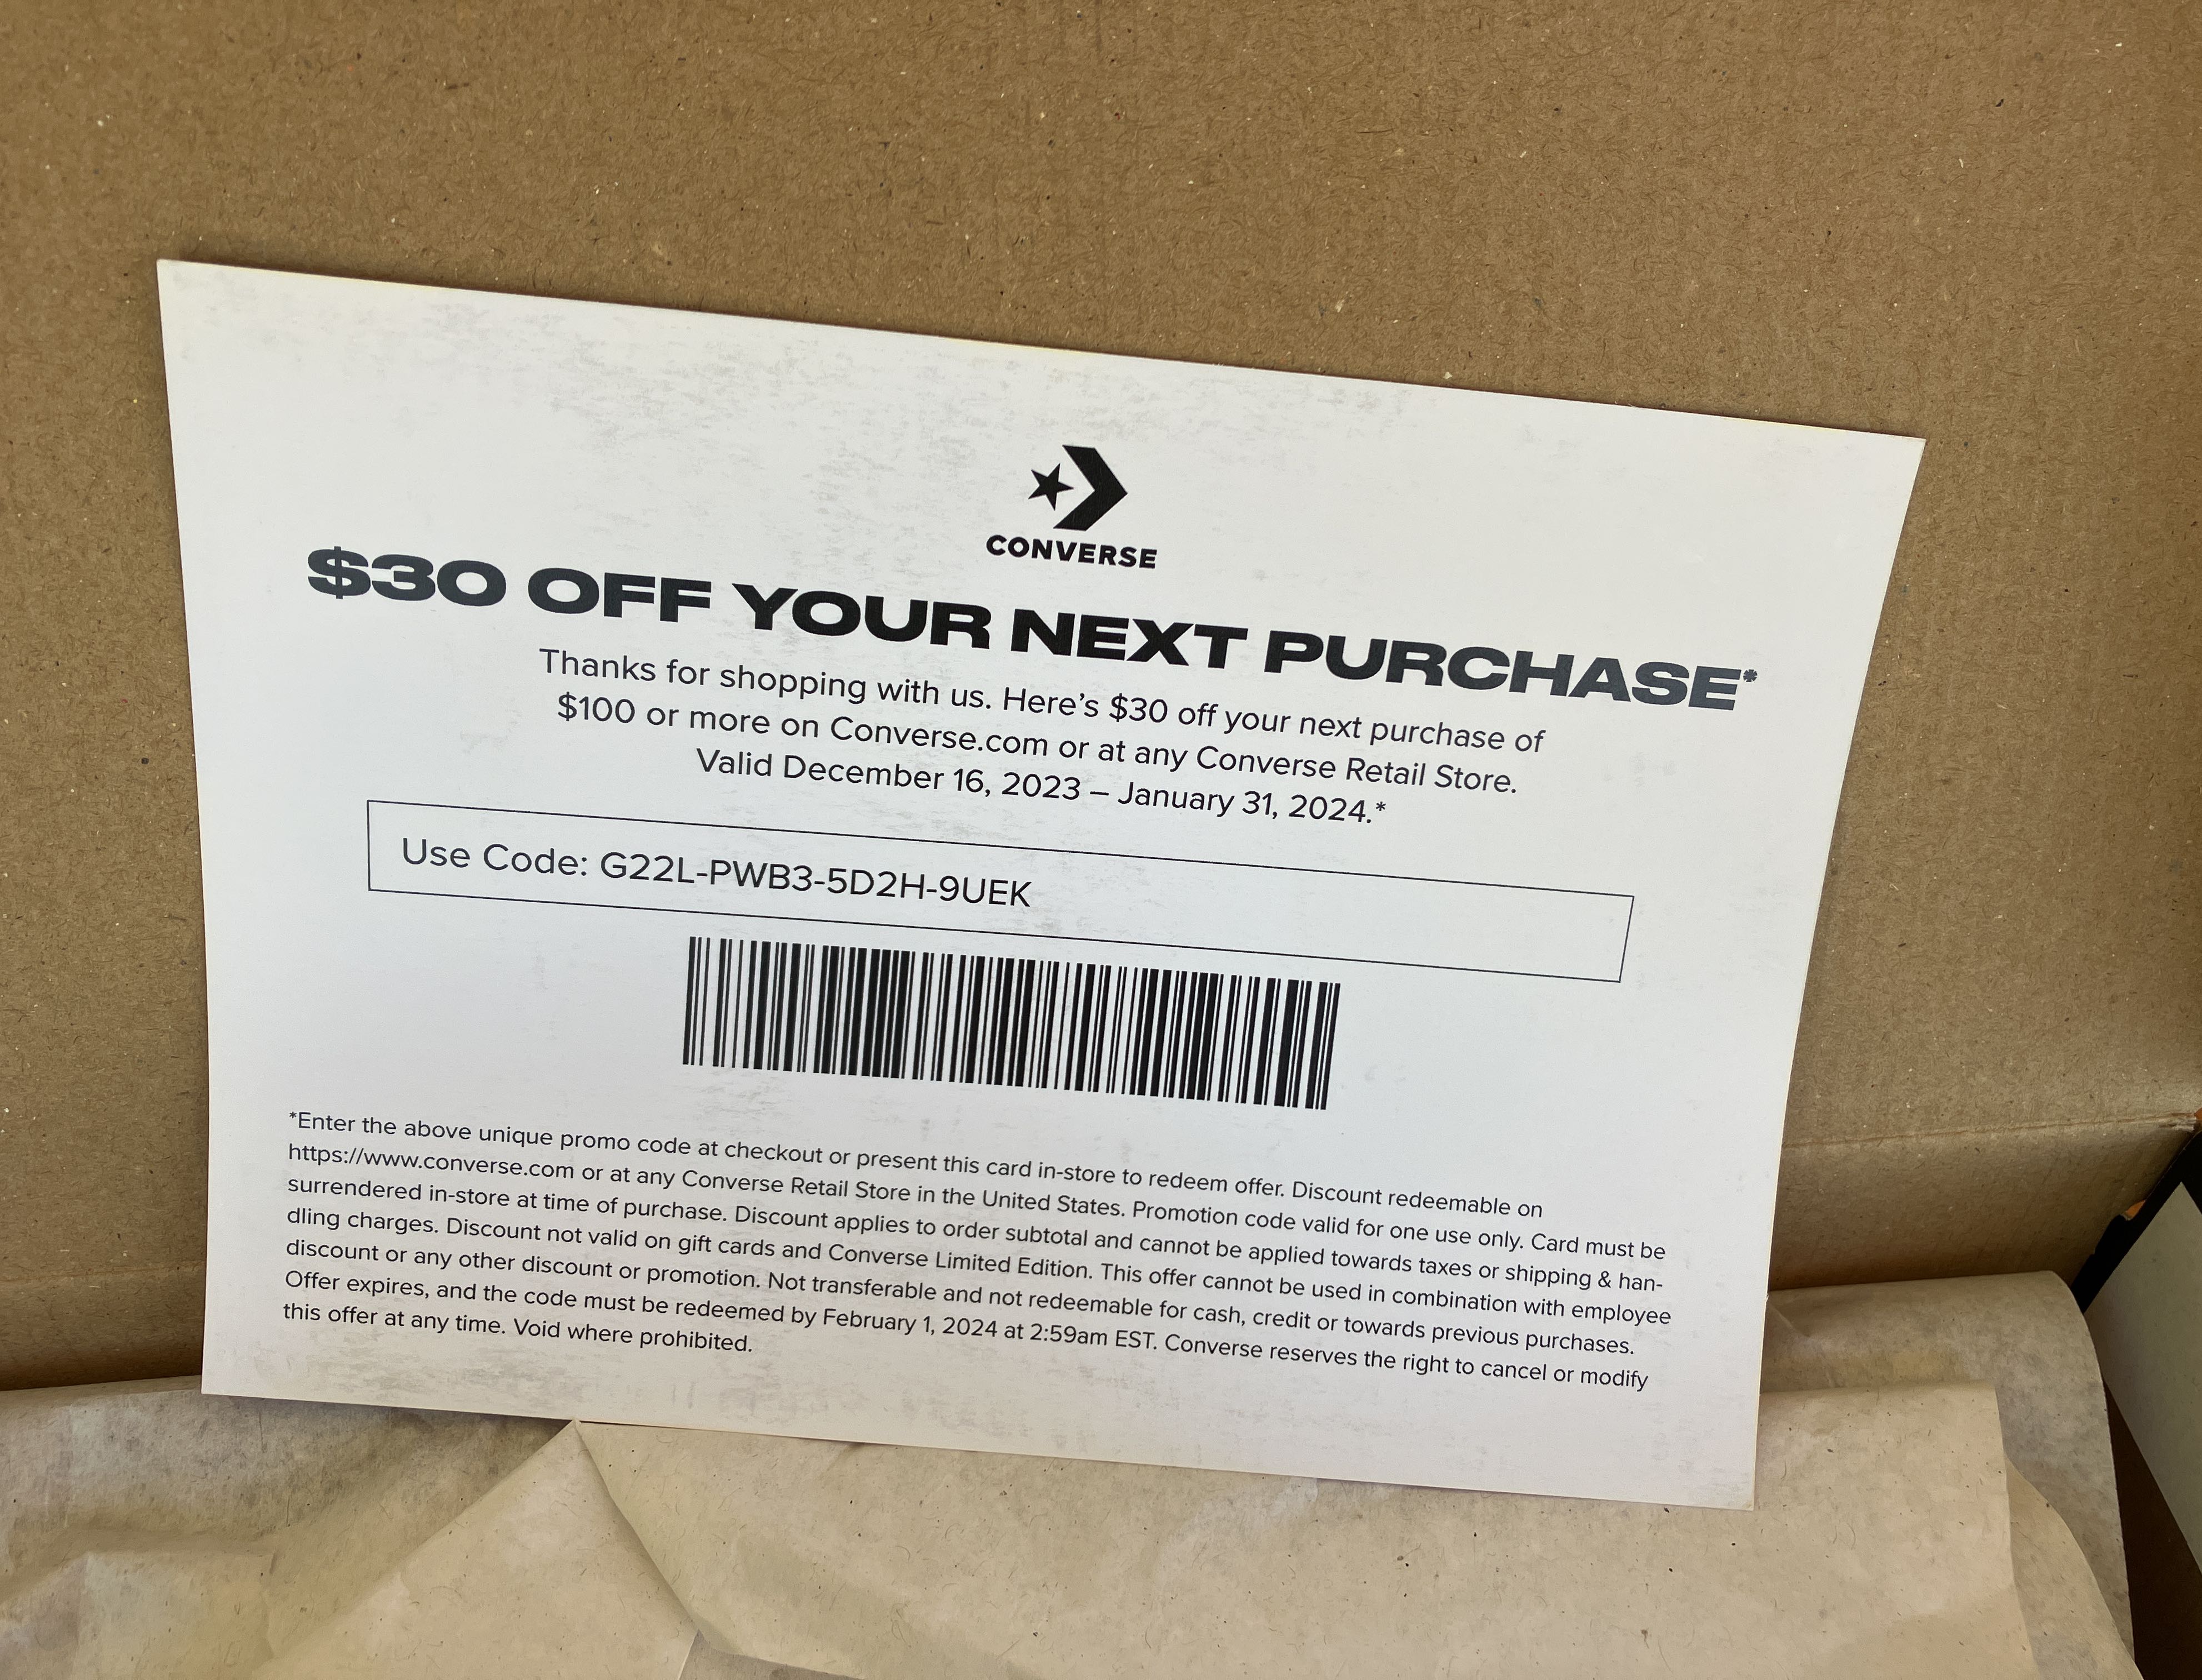 CONVERSE
$30 OFF YOUR NEXT PURCHASE*
Thanks for shopping with us. Here's $30 off your next purchase of
$100 or more on Converse.com or at any Converse Retail Store.
Valid December 16, 2023 – January 31, 2024.*
Use Code: G22L-PWB3-5D2H-9UEK
*Enter the above unique promo code at checkout or present this card in-store to redeem offer. Discount redeemable on
https://www.converse.com or at any Converse Retail Store in the United States. Promotion code valid for one use only. Card must be
surrendered in-store at time of purchase. Discount applies to order subtotal and cannot be applied towards taxes or shipping & han-
dling charges. Discount not valid on gift cards and Converse Limited Edition. This offer cannot be used in combination with employee
discount or any other discount or promotion. Not transferable and not redeemable for cash, credit or towards previous purchases.
Offer expires, and the code must be redeemed by February 1, 2024 at 2:59am EST. Converse reserves the right to cancel or modify
this offer at any time. Void where prohibited.